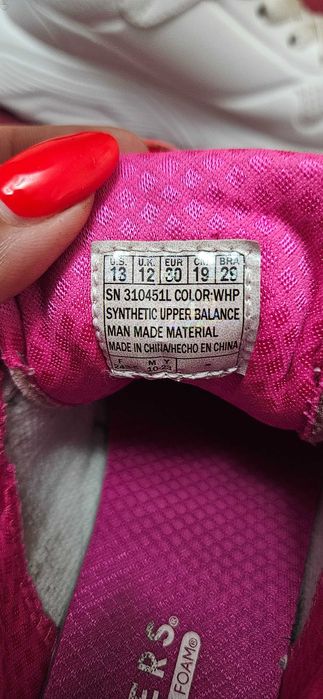 U.S. U.K. EUR CM BRA
13 12 30 19 29
SN 310451L COLOR:WHP
SYNTHETIC UPPER BALANCE
MAN MADE MATERIAL
MADE IN CHINA/HECHO EN CHINA
M Y
ERS®
FOAM®